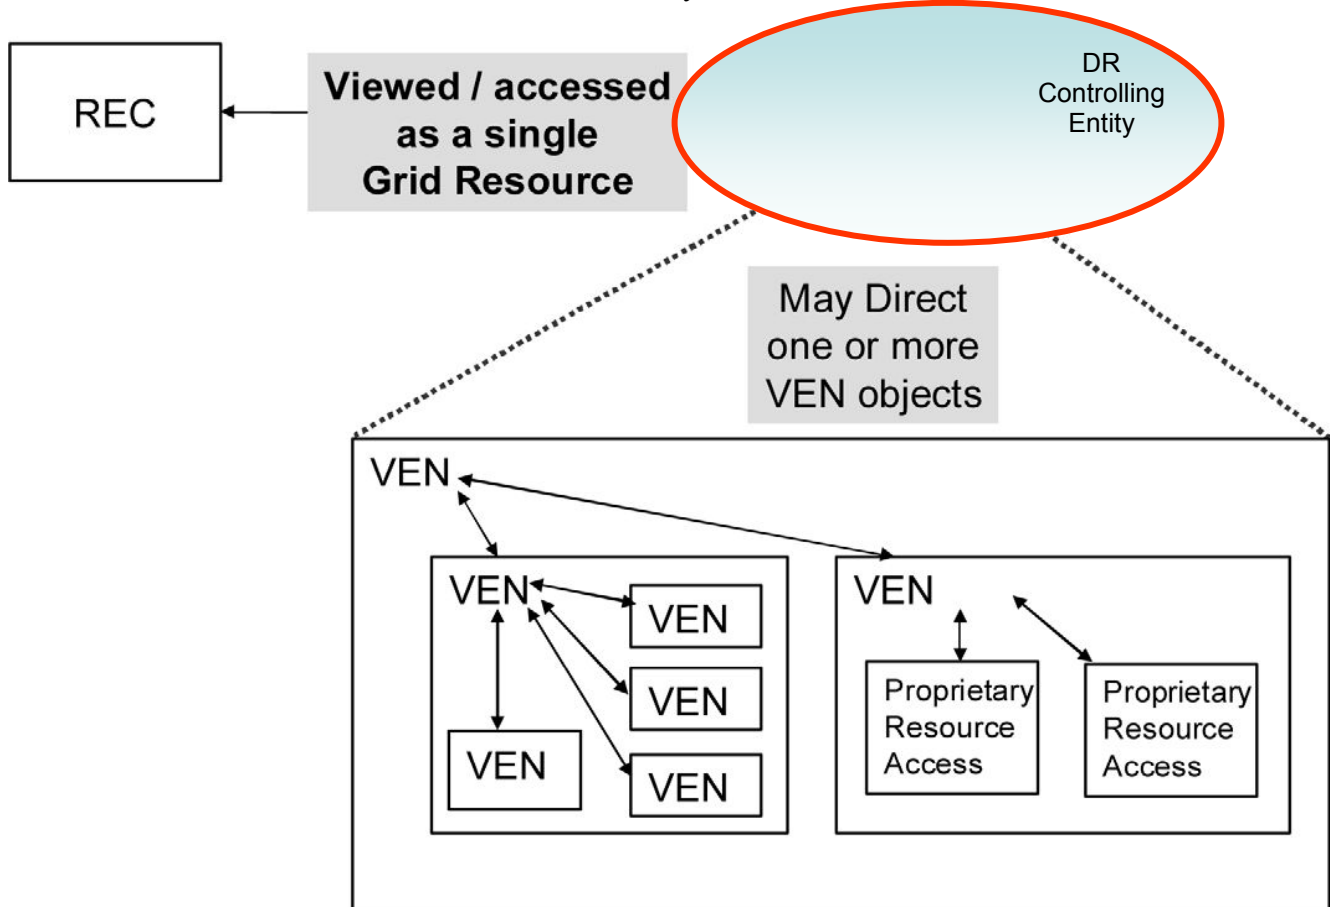 REC
Viewed / accessed
as a single
Grid Resource
DR
Controlling
Entity
May Direct
one or more
VEN objects
VEN
VEN
VEN
VEN
VEN
VEN
VEN
Proprietary
Resource
Access
Proprietary
Resource
Access